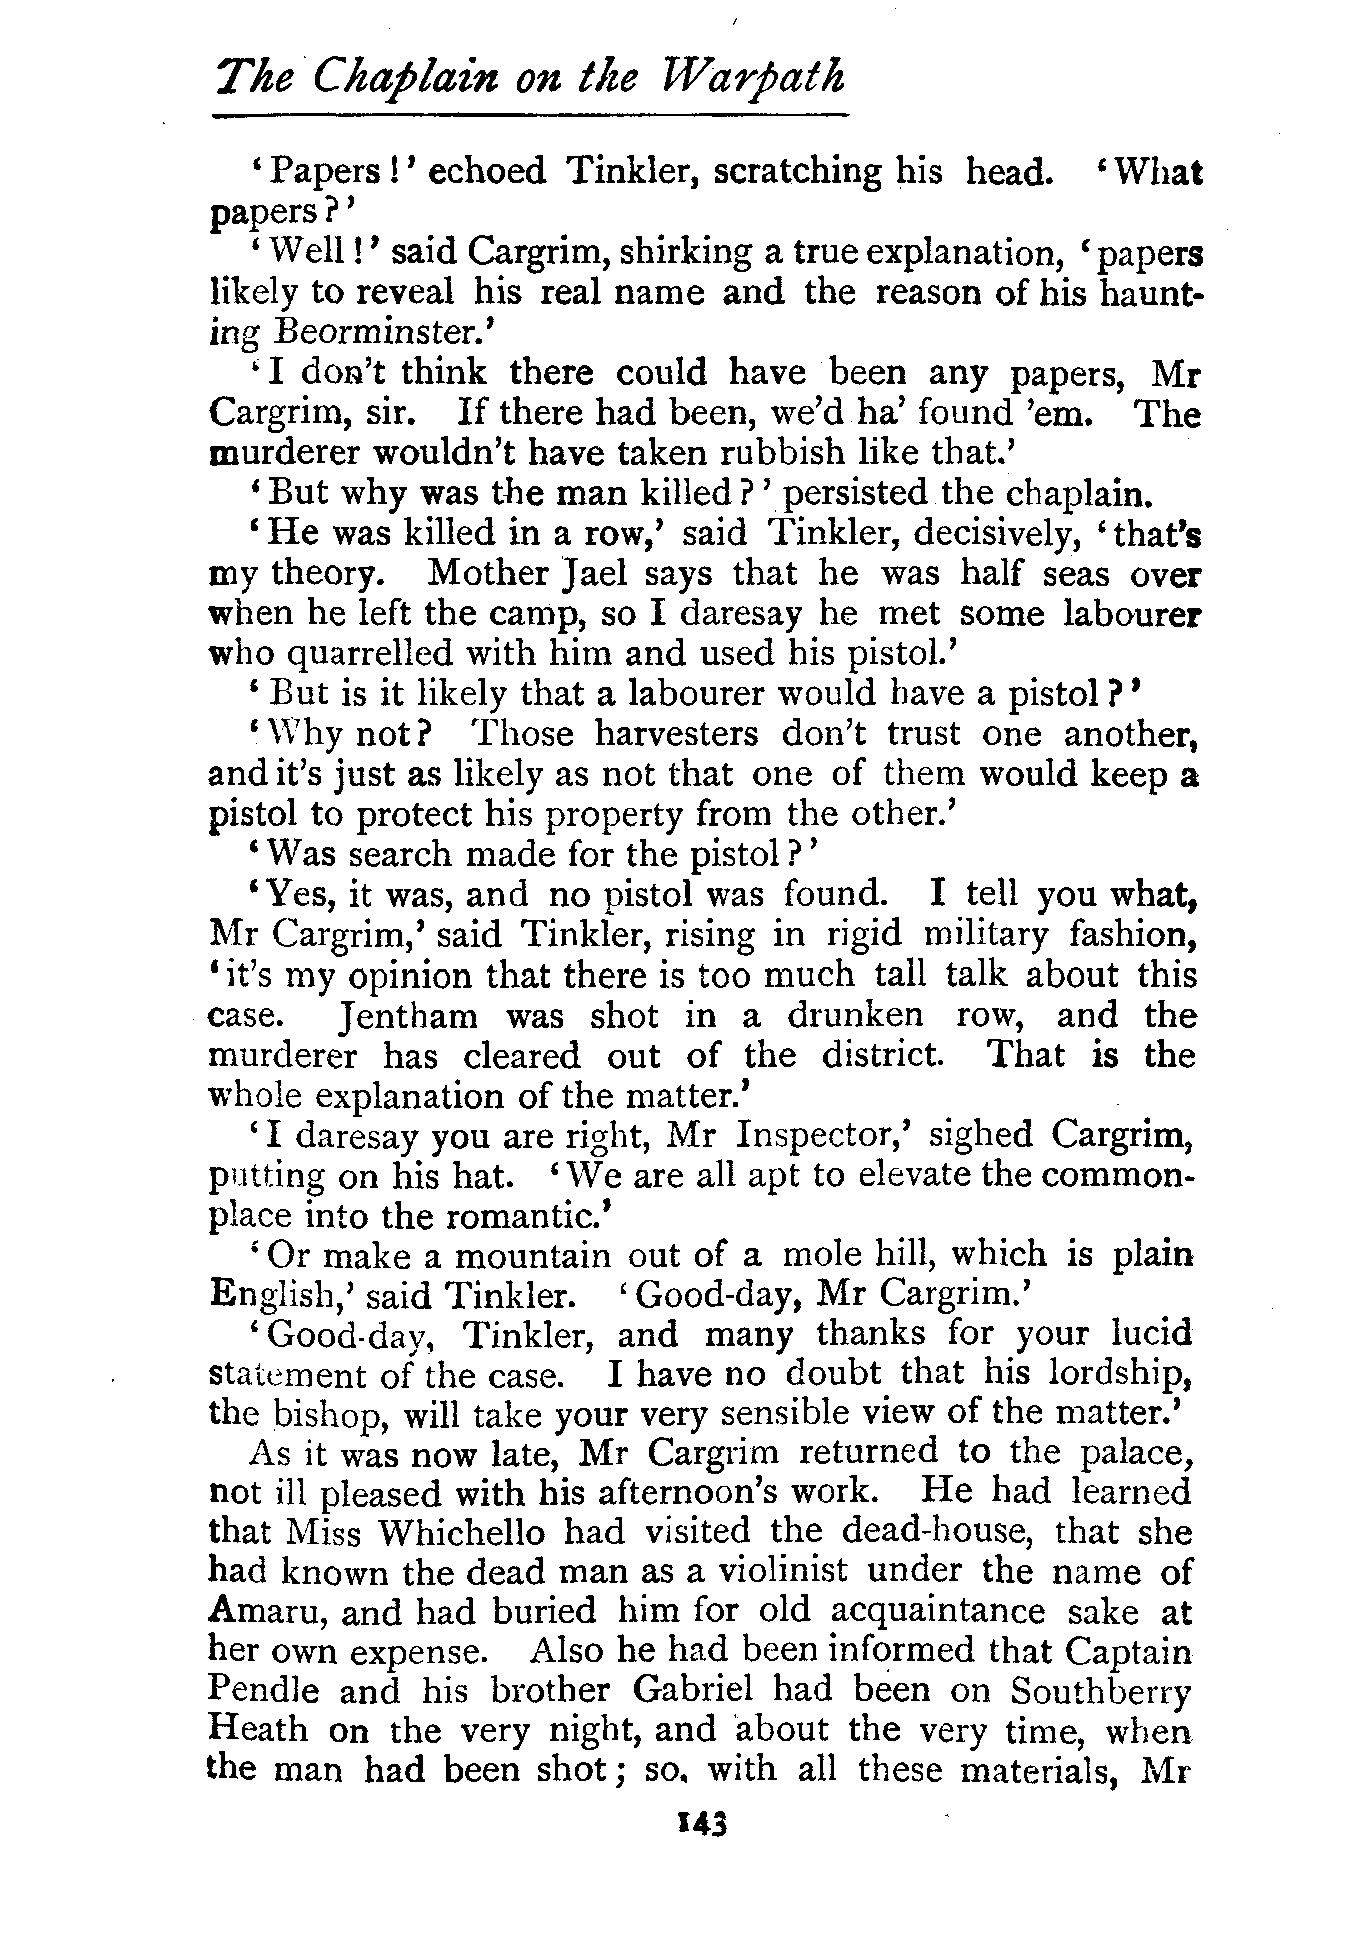 The Chaplain on the Warpath
'Papers!' echoed Tinkler, scratching his head. 'What
papers?'
'Well!' said Cargrim, shirking a true explanation, 'papers
likely to reveal his real name and the reason of his haunt-
ing Beorminster.'
'I don't think there could have been any papers, Mr
Cargrim, sir. If there had been, we'd ha' found 'em. The
murderer wouldn't have taken rubbish like that.'
'But why was the man killed?' persisted the chaplain.
'He was killed in a row,' said Tinkler, decisively, 'that's
my theory. Mother Jael says that he was half seas over
when he left the camp, so I daresay he met some labourer
who quarrelled with him and used his pistol.'
'But is it likely that a labourer would have a pistol?'
'Why not? Those harvesters don't trust one another,
and it's just as likely as not that one of them would keep a
pistol to protect his property from the other.'
'Was search made for the pistol?'
'Yes, it was, and no pistol was found. I tell you what,
Mr Cargrim,' said Tinkler, rising in rigid military fashion,
'it's my opinion that there is too much tall talk about this
case. Jentham was shot in a drunken row, and the
murderer has cleared out of the district. That is the
whole explanation of the matter.'
'I daresay you are right, Mr Inspector,' sighed Cargrim,
putting on his hat. 'We are all apt to elevate the common-
place into the romantic.'
'Or make a mountain out of a mole hill, which is plain
English,' said Tinkler. 'Good-day, Mr Cargrim.'
'Good-day, Tinkler, and many thanks for your lucid
statement of the case. I have no doubt that his lordship,
the bishop, will take your very sensible view of the matter.'
As it was now late, Mr Cargrim returned to the palace,
not ill pleased with his afternoon's work. He had learned
that Miss Whichello had visited the dead-house, that she
had known the dead man as a violinist under the name of
Amaru, and had buried him for old acquaintance sake at
her own expense. Also he had been informed that Captain
Pendle and his brother Gabriel had been on Southberry
Heath on the very night, and about the very time, when
the man had been shot; so, with all these materials, Mr
143